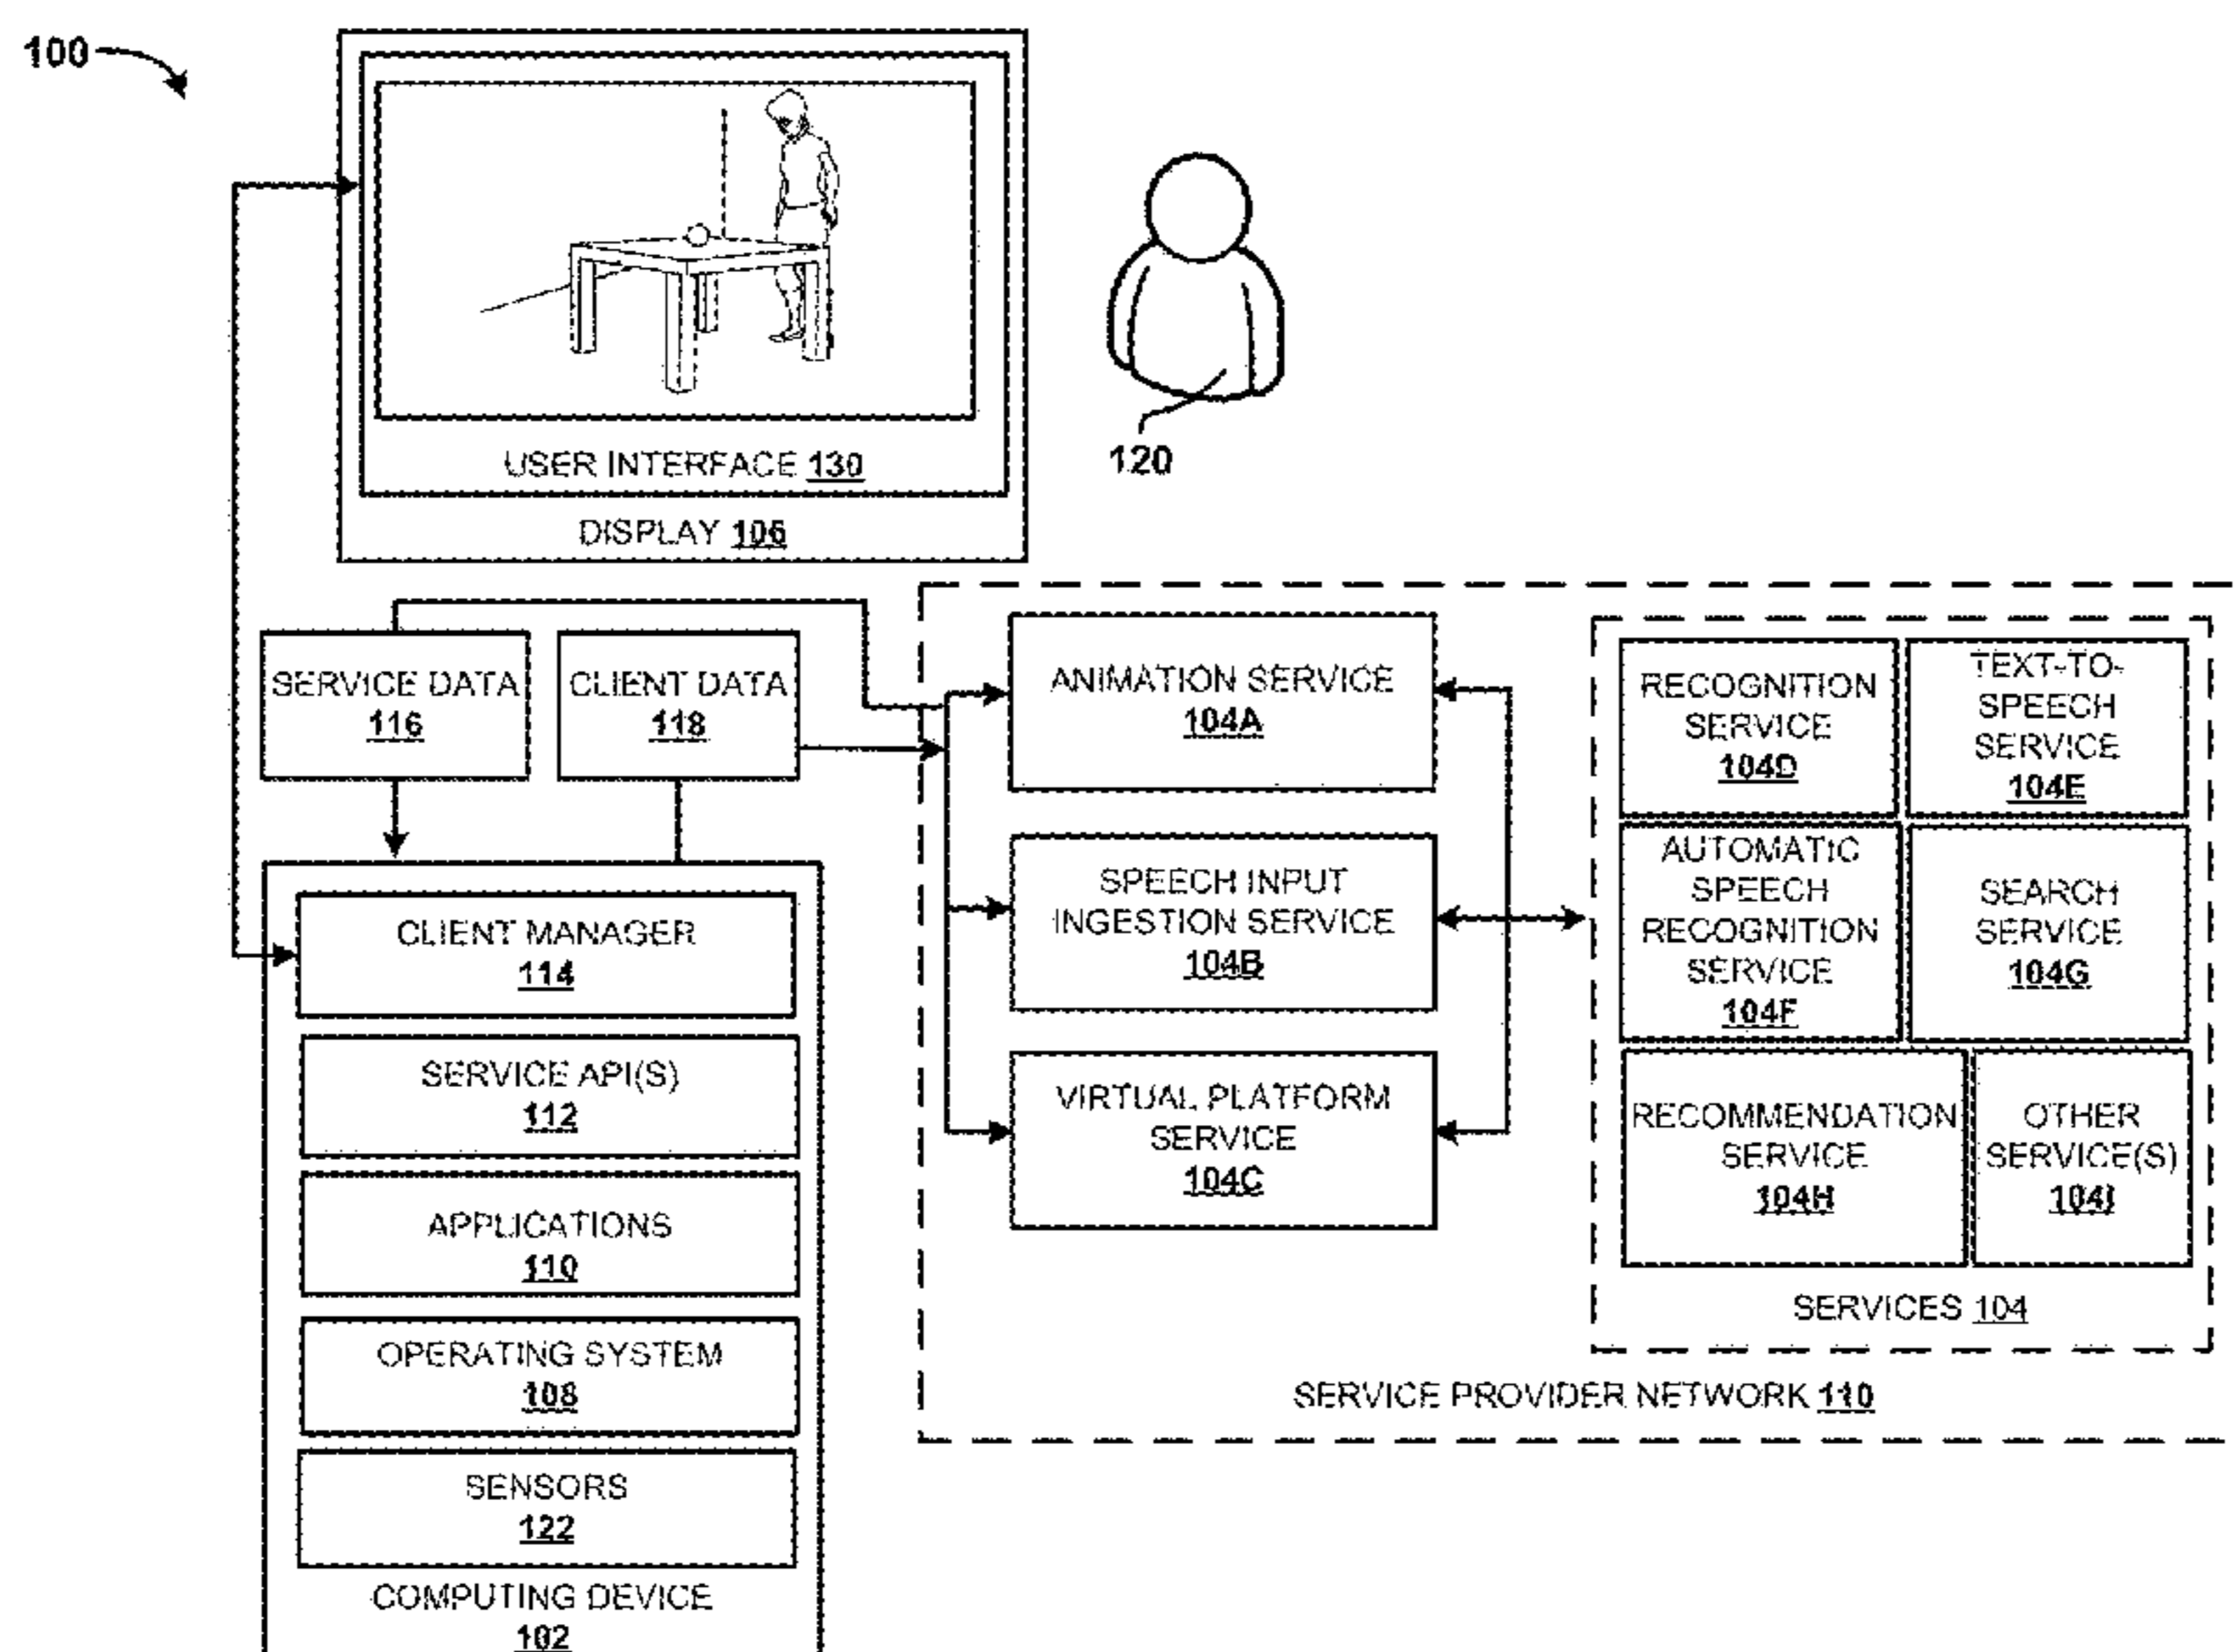 100
USER INTERFACE 130
DISPLAY 106
120
SERVICE DATA
116
CLIENT DATA
118
CLIENT MANAGER
114
SERVICE API(S)
112
APPLICATIONS
110
OPERATING SYSTEM
108
SENSORS
122
COMPUTING DEVICE
102
ANIMATION SERVICE
104A
SPEECH INPUT
INGESTION SERVICE
104B
VIRTUAL PLATFORM
SERVICE
104C
RECOGNITION
SERVICE
104D
TEXT-TO-
SPEECH
SERVICE
104E
AUTOMATIC
SPEECH
RECOGNITION
SERVICE
104F
SEARCH
SERVICE
104G
RECOMMENDATION
SERVICE
104H
OTHER
SERVICE(S)
104I
SERVICES 104
SERVICE PROVIDER NETWORK 110